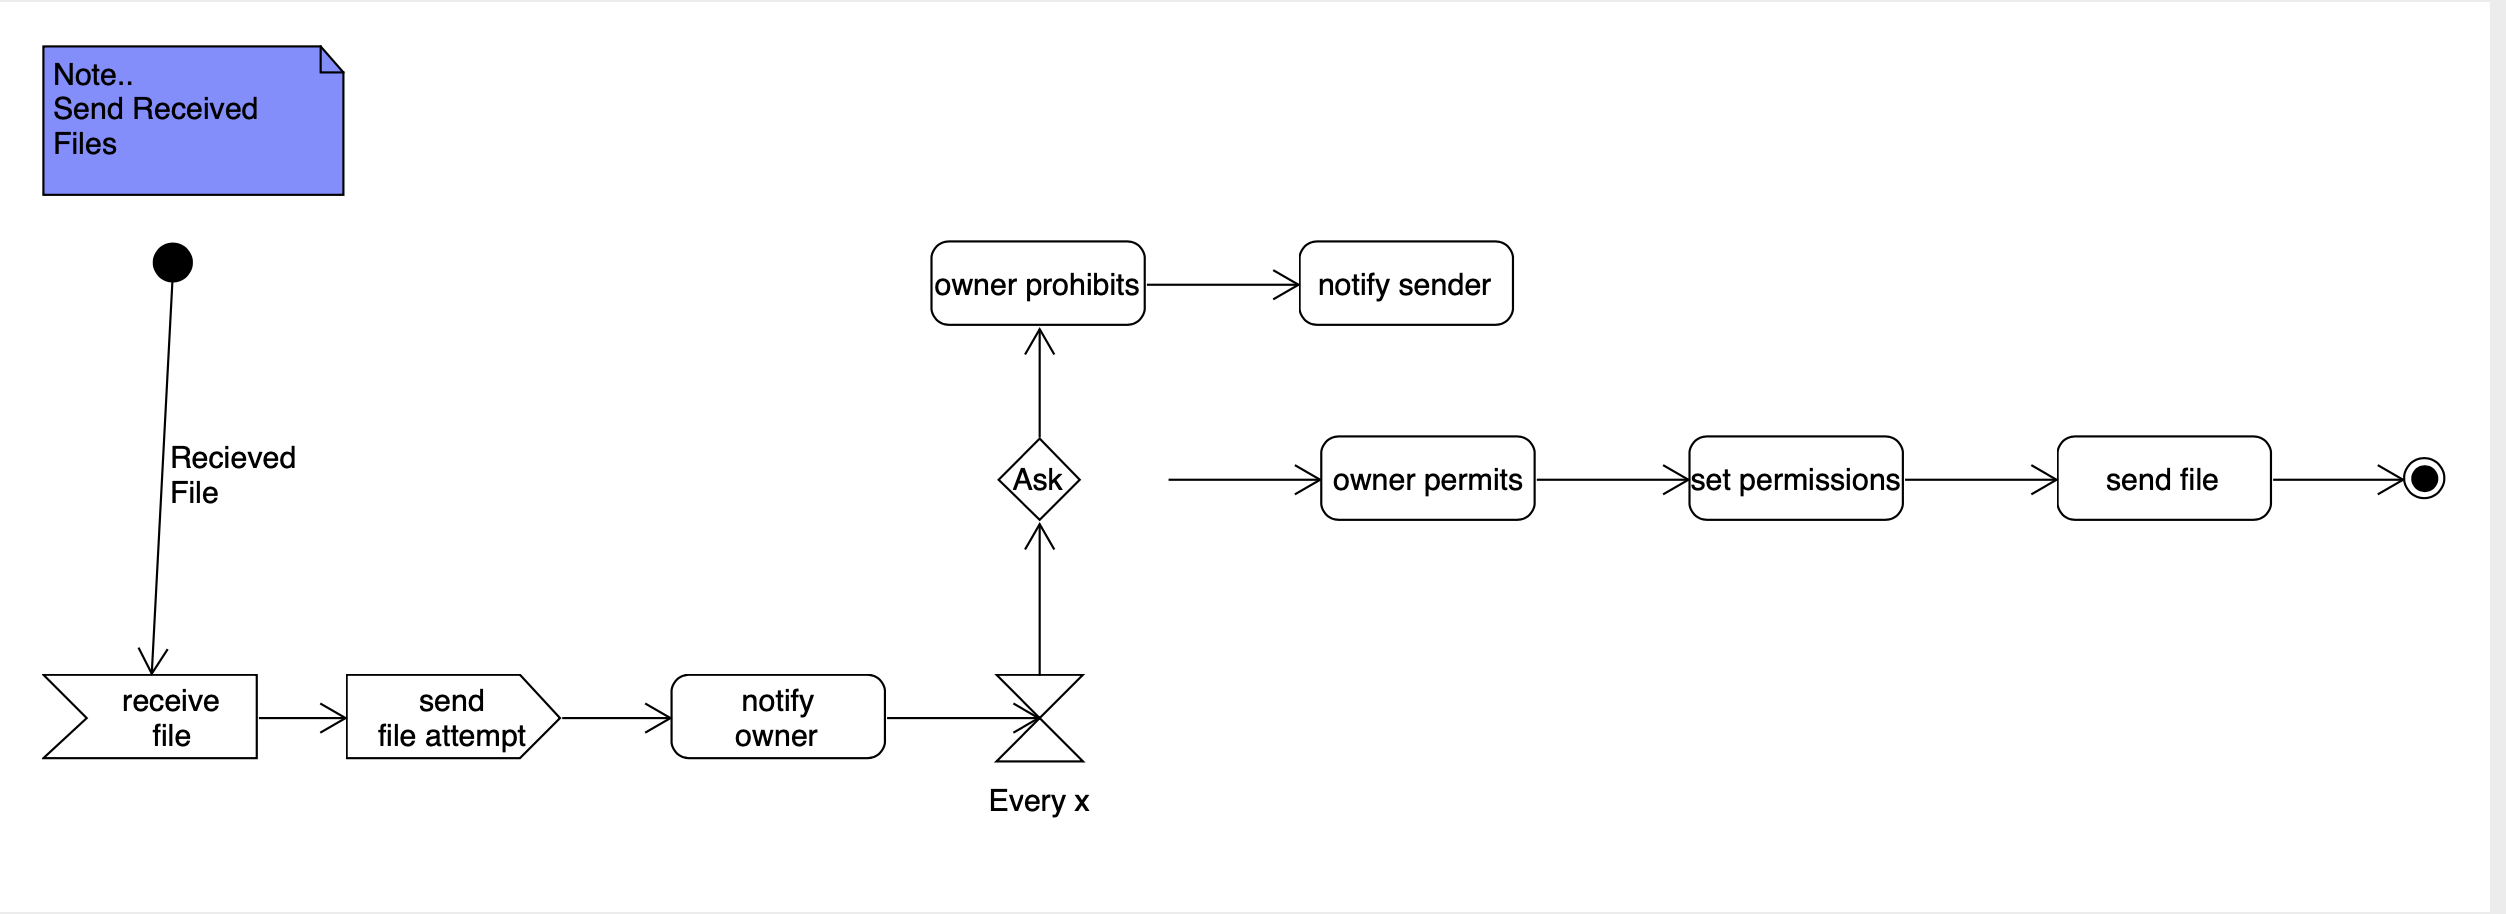 Note..
Send Received
Files
owner prohibits
notify sender
Recieved
File
Ask
owner permits
set permissions
send file
receive
file
send
file attempt
notify
owner
Every x